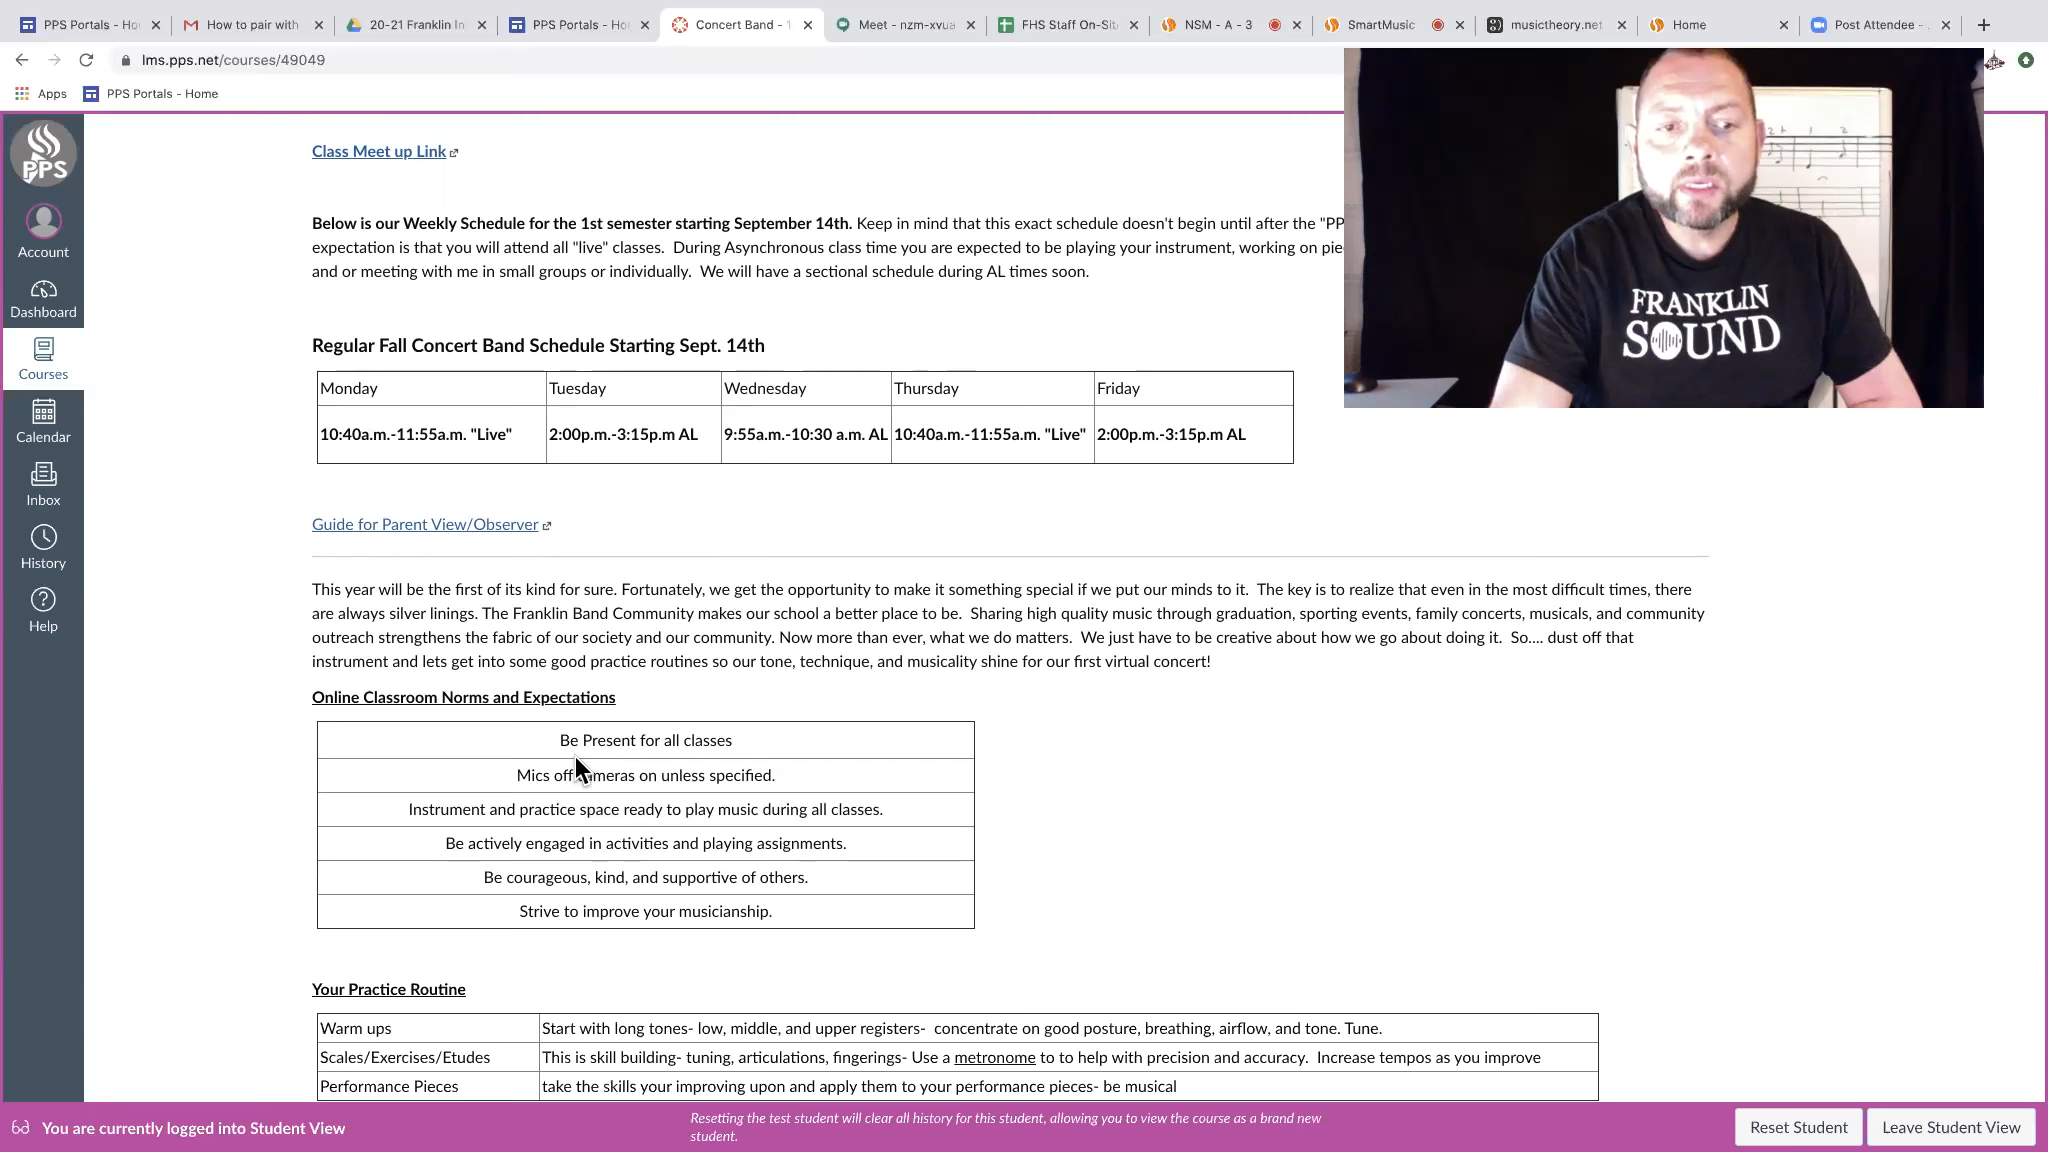 PPS Portals - Ho
How to pair with
20-21 Franklin In
PPS Portals - Ho
Concert Band - 1
Meet - nzm-xvua
FHS Staff On-Sit
NSM - A - 3
SmartMusic
musictheory.net
Home
Post Attendee -
lms.pps.net/courses/49049
Apps
PPS Portals - Home
PPS
Account
Dashboard
Courses
Calendar
Inbox
History
Help
Class Meet up Link
Below is our Weekly Schedule for the 1st semester starting September 14th. Keep in mind that this exact schedule doesn't begin until after the "PP
expectation is that you will attend all "live" classes.  During Asynchronous class time you are expected to be playing your instrument, working on pie
and or meeting with me in small groups or individually.  We will have a sectional schedule during AL times soon.
FRANKLIN
SOUND
Regular Fall Concert Band Schedule Starting Sept. 14th
Monday Tuesday Wednesday Thursday Friday
10:40a.m.-11:55a.m. "Live" 2:00p.m.-3:15p.m AL 9:55a.m.-10:30 a.m. AL 10:40a.m.-11:55a.m. "Live" 2:00p.m.-3:15p.m AL
Guide for Parent View/Observer
This year will be the first of its kind for sure. Fortunately, we get the opportunity to make it something special if we put our minds to it.  The key is to realize that even in the most difficult times, there
are always silver linings. The Franklin Band Community makes our school a better place to be.  Sharing high quality music through graduation, sporting events, family concerts, musicals, and community
outreach strengthens the fabric of our society and our community. Now more than ever, what we do matters.  We just have to be creative about how we go about doing it.  So.... dust off that
instrument and lets get into some good practice routines so our tone, technique, and musicality shine for our first virtual concert!
Online Classroom Norms and Expectations
Be Present for all classes
Mics off meras on unless specified.
Instrument and practice space ready to play music during all classes.
Be actively engaged in activities and playing assignments.
Be courageous, kind, and supportive of others.
Strive to improve your musicianship.
Your Practice Routine
Warm ups Start with long tones- low, middle, and upper registers-  concentrate on good posture, breathing, airflow, and tone. Tune.
Scales/Exercises/Etudes This is skill building- tuning, articulations, fingerings- Use a metronome to to help with precision and accuracy.  Increase tempos as you improve
Performance Pieces take the skills your improving upon and apply them to your performance pieces- be musical
You are currently logged into Student View
Resetting the test student will clear all history for this student, allowing you to view the course as a brand new
student.
Reset Student
Leave Student View